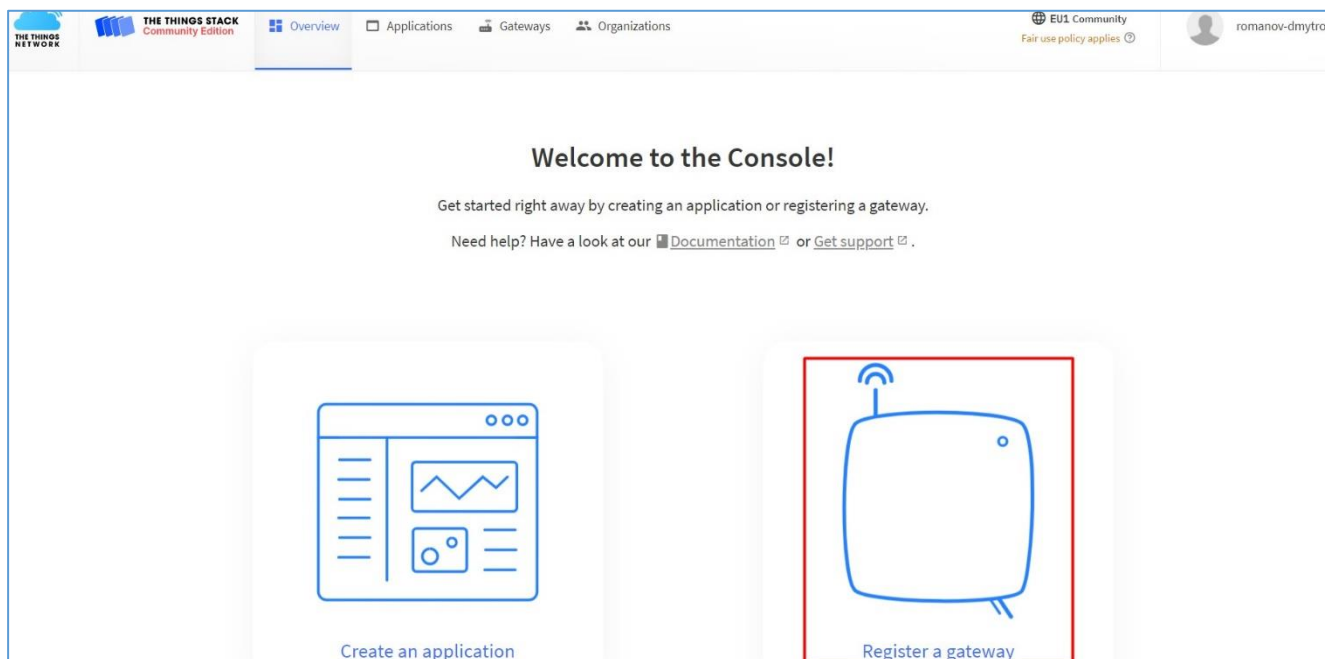 THE THINGS
NETWORK
THE THINGS STACK
Community Edition
Overview
Applications
Gateways
Organizations
EU1 Community
Fair use policy applies
romanov-dmytro
Welcome to the Console!
Get started right away by creating an application or registering a gateway.
Need help? Have a look at our Documentation or Get support .
Create an application
Register a gateway